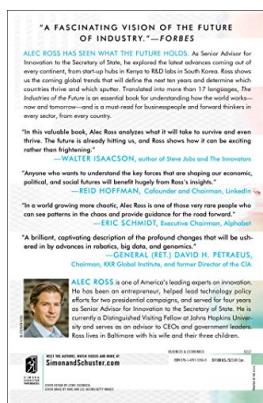 "A FASCINATING VISION OF THE FUTURE
OF INDUSTRY."—FORBES
ALEC ROSS HAS SEEN WHAT THE FUTURE HOLDS. As Senior Advisor for
Innovation to the Secretary of State, he explored the latest advances coming out of
every continent, from start-up hubs in Kenya to R&D labs in South Korea. Ross shows
us the coming global trends that will define the next ten years and determine which
countries thrive and which sputter. Translated into more than 17 languages, The
Industries of the Future is an essential book for understanding how the world works—
now and tomorrow—and is a must-read for businesspeople and forward thinkers in
every sector, from every country.
"In this valuable book, Alec Ross analyzes what it will take to survive and even
thrive. The future is already hitting us, and Ross shows how it can be exciting
rather than frightening."
—WALTER ISAACSON, author of Steve Jobs and The Innovators
"Anyone who wants to understand the key forces that are shaping our economic,
political, and social futures will benefit hugely from Ross's insights."
—REID HOFFMAN, Cofounder and Chairman, LinkedIn
"In a world growing more chaotic, Alec Ross is one of those very rare people who
can see patterns in the chaos and provide guidance for the road forward."
—ERIC SCHMIDT, Executive Chairman, Alphabet
"A brilliant, captivating description of the profound changes that will be ush-
ered in by advances in robotics, big data, and genomics."
—GENERAL (RET.) DAVID H. PETRAEUS,
Chairman, KKR Global Institute, and former Director of the CIA
ALEC ROSS is one of America's leading experts on innovation.
He has been an entrepreneur, helped lead technology policy
efforts for two presidential campaigns, and served for four years
as Senior Advisor for Innovation to the Secretary of State. He is
currently a Distinguished Visiting Fellow at Johns Hopkins Univer-
sity and serves as an advisor to CEOs and government leaders.
Ross lives in Baltimore with his wife and their three children.
BUSINESS & ECONOMICS
MEET THE AUTHORS, WATCH VIDEOS AND MORE AT
SimonandSchuster.com
SIMON &
SCHUSTER
PAPERBACKS